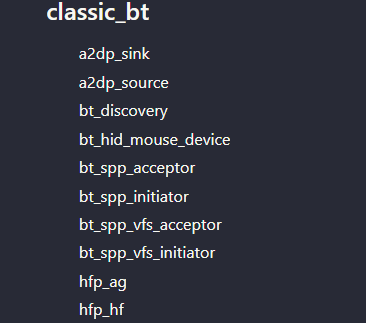 classic_bt
a2dp_sink
a2dp_source
bt_discovery
bt_hid_mouse_device
bt_spp_acceptor
bt_spp_initiator
bt_spp_vfs_acceptor
bt_spp_vfs_initiator
hfp_ag
hfp_hf